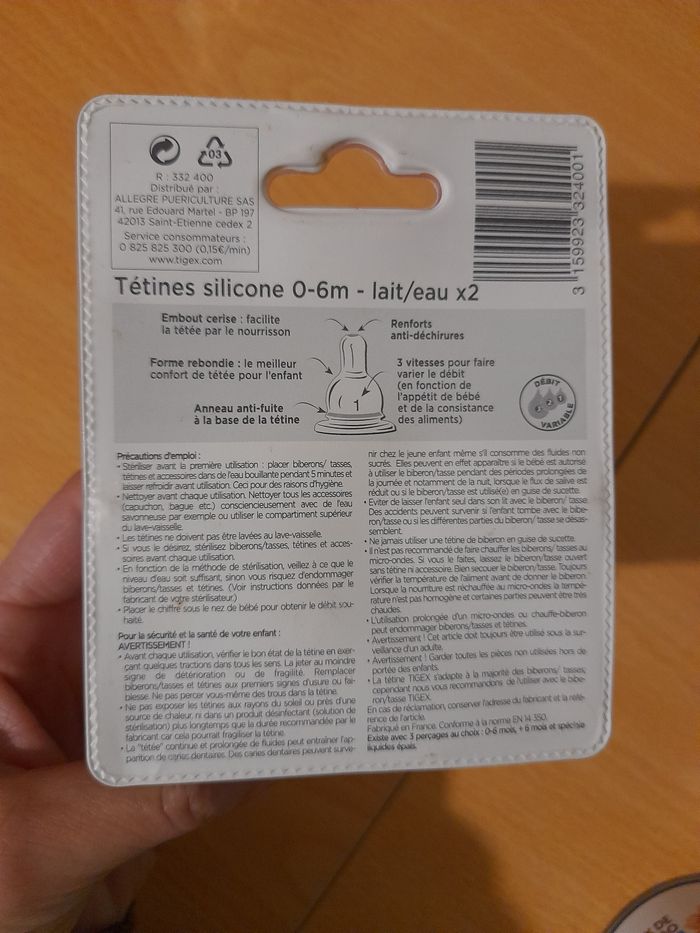 03
R : 332 400
Distribué par :
ALLEGRE PUERICULTURE SAS
41, rue Edouard Martel - BP 197
42013 Saint-Etienne cedex 2
Service consommateurs :
0 825 825 300 (0,15€/min)
www.tigex.com
3 159923 324001
Tétines silicone 0-6m - lait/eau x2
Embout cerise : facilite
la tétée par le nourrisson
Forme rebondie : le meilleur
confort de tétée pour l'enfant
Anneau anti-fuite
à la base de la tétine
1
Renforts
anti-déchirures
3 vitesses pour faire
varier le débit
(en fonction de
l'appétit de bébé
et de la consistance
des aliments)
DÉBIT
3 2 1
VARIABLE
Précautions d'emploi :
• Stériliser avant la première utilisation : placer biberons/ tasses,
tétines et accessoires dans de l'eau bouillante pendant 5 minutes et
laisser refroidir avant utilisation. Ceci pour des raisons d'hygiène.
• Nettoyer avant chaque utilisation. Nettoyer tous les accessoires
(capuchon, bague etc.) consciencieusement avec de l'eau
savonneuse par exemple ou utiliser le compartiment supérieur
du lave-vaisselle.
• Les tétines ne doivent pas être lavées au lave-vaisselle.
• Si vous le désirez, stérilisez biberons/tasses, tétines et acces-
soires avant chaque utilisation.
• En fonction de la méthode de stérilisation, veillez à ce que le
niveau d'eau soit suffisant, sinon vous risquez d'endommager
biberons/tasses et tétines. (Voir instructions données par le
fabricant de votre stérilisateur.)
• Placer le chiffre sous le nez de bébé pour obtenir le débit sou-
haité.
Pour la sécurité et la santé de votre enfant :
AVERTISSEMENT !
• Avant chaque utilisation, vérifier le bon état de la tétine en exer-
çant quelques tractions dans tous les sens. La jeter au moindre
signe de détérioration ou de fragilité. Remplacer
biberons/tasses et tétines aux premiers signes d'usure ou fai-
blesse. Ne pas percer vous-même des trous dans la tétine.
• Ne pas exposer les tétines aux rayons du soleil ou près d'une
source de chaleur, ni dans un produit désinfectant (solution de
stérilisation) plus longtemps que la durée recommandée par le
fabricant car cela pourrait fragiliser la tétine.
• La "tétée" continue et prolongée de fluides peut entraîner l'ap-
parition de caries dentaires. Des caries dentaires peuvent surve-
nir chez le jeune enfant même s'il consomme des fluides non
sucrés. Elles peuvent en effet apparaître si le bébé est autorisé
à utiliser le biberon/tasse pendant des périodes prolongées de
la journée et notamment de la nuit, lorsque le flux de salive est
réduit ou si le biberon/tasse est utilisé(e) en guise de sucette.
• Eviter de laisser l'enfant seul dans son lit avec le biberon/ tasse.
Des accidents peuvent survenir si l'enfant tombe avec le bibe-
ron/tasse ou si les différentes parties du biberon/ tasse se désas-
semblent.
• Ne jamais utiliser une tétine de biberon en guise de sucette.
• Il n'est pas recommandé de faire chauffer les biberons/ tasses au
micro-ondes. Si vous le faites, laissez le biberon/tasse ouvert
sans tétine ni accessoire. Bien secouer le biberon/tasse. Toujours
vérifier la température de l'aliment avant de donner le biberon.
Lorsque la nourriture est réchauffée au micro-ondes la tempé-
rature n'est pas homogène et certaines parties peuvent être très
chaudes.
• L'utilisation prolongée d'un micro-ondes ou chauffe-biberon
peut endommager biberons/tasses et tétines.
• Avertissement ! Cet article doit toujours être utilisé sous la sur-
veillance d'un adulte.
• Avertissement ! Garder toutes les pièces non utilisées hors de
portée des enfants.
• La tétine TIGEX s'adapte à la majorité des biberons/ tasses,
cependant nous vous recommandons de l'utiliser avec le bibe-
ron/tasse TIGEX.
En cas de réclamation, conserver l'adresse du fabricant et la réfé-
rence de l'article.
Fabriqué en France. Conforme à la norme EN 14 350.
Existe avec 3 perçages au choix : 0-6 mois, + 6 mois et spéciale
liquides épais.